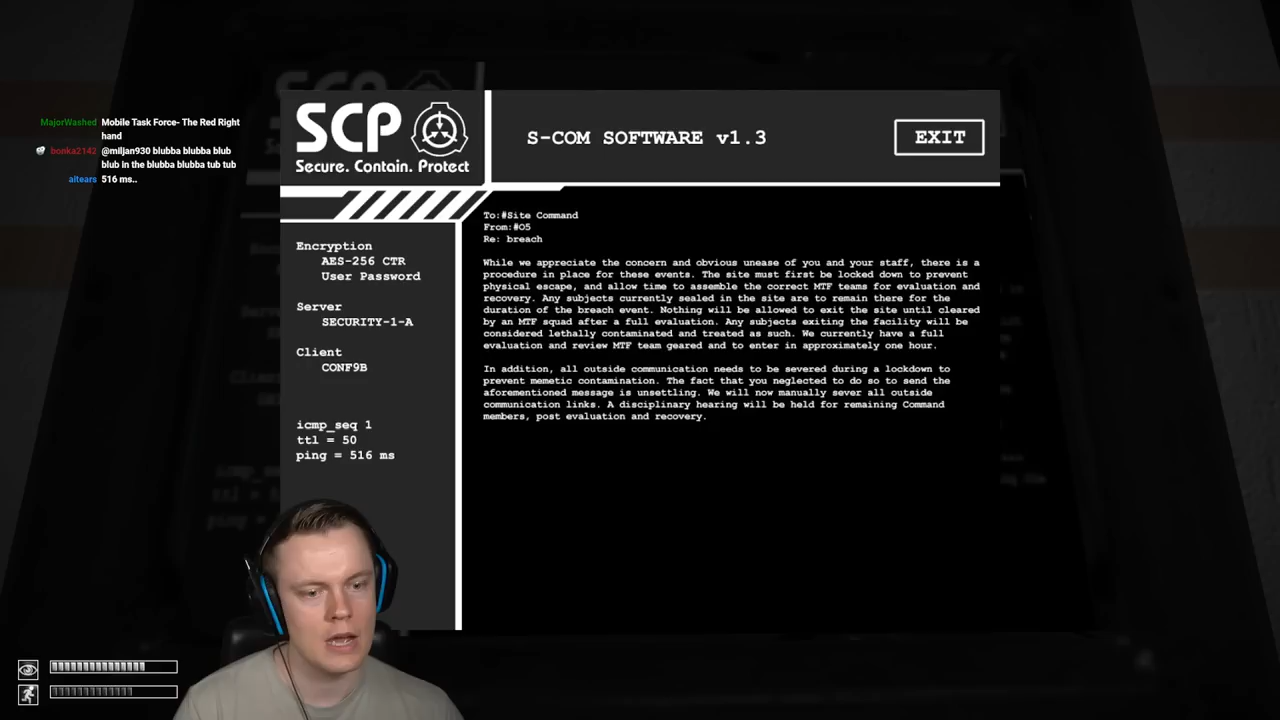 MajorWashed Mobile Task Force- The Red Right
hand
bonka2142 @miljan930 blubba blubba blub
blub in the blubba blubba tub tub
altears 516 ms..
SCP
Secure. Contain. Protect
S-COM SOFTWARE v1.3
EXIT
Encryption
AES-256 CTR
User Password
Server
SECURITY-1-A
Client
CONF9B
icmp_seq 1
ttl = 50
ping = 516 ms
To:#Site Command
From:#O5
Re: breach
While we appreciate the concern and obvious unease of you and your staff, there is a
procedure in place for these events. The site must first be locked down to prevent
physical escape, and allow time to assemble the correct MTF teams for evaluation and
recovery. Any subjects currently sealed in the site are to remain there for the
duration of the breach event. Nothing will be allowed to exit the site until cleared
by an MTF squad after a full evaluation. Any subjects exiting the facility will be
considered lethally contaminated and treated as such. We currently have a full
evaluation and review MTF team geared and to enter in approximately one hour.
In addition, all outside communication needs to be severed during a lockdown to
prevent memetic contamination. The fact that you neglected to do so to send the
aforementioned message is unsettling. We will now manually sever all outside
communication links. A disciplinary hearing will be held for remaining Command
members, post evaluation and recovery.